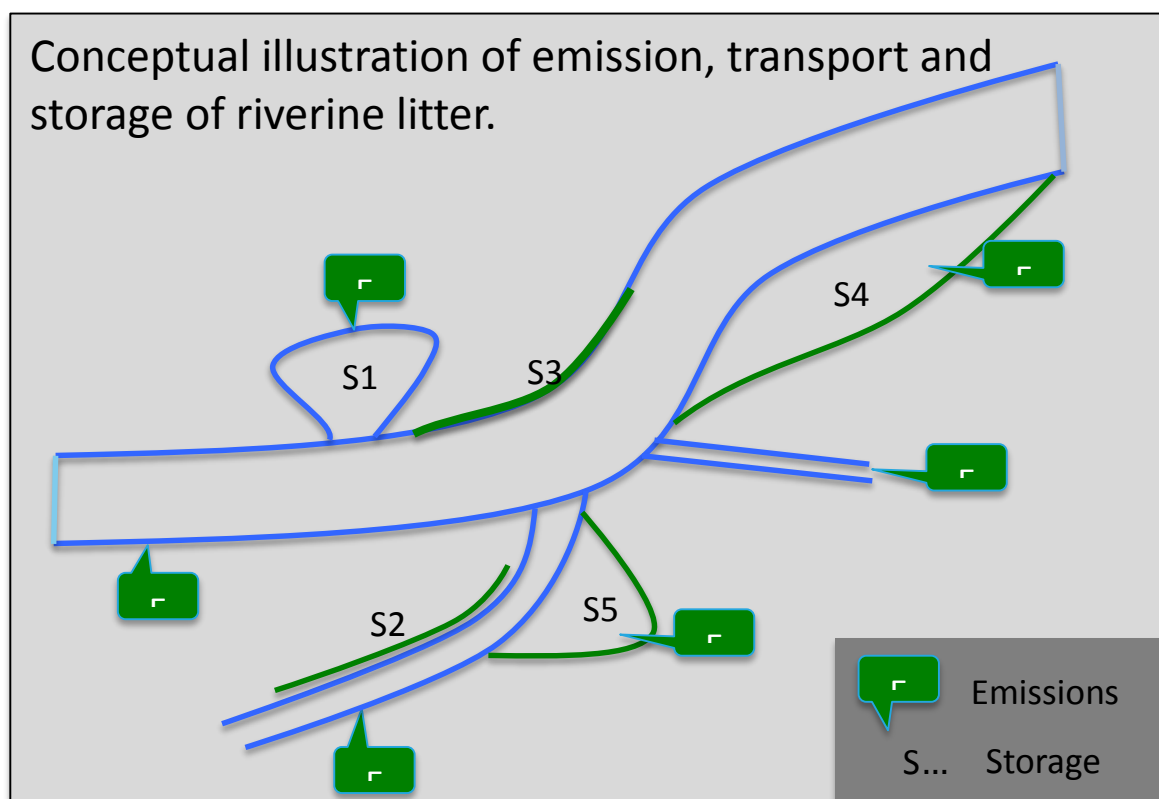 Conceptual illustration of emission, transport and
storage of riverine litter.
S1
S3
S4
S2
S5
Emissions
S... Storage